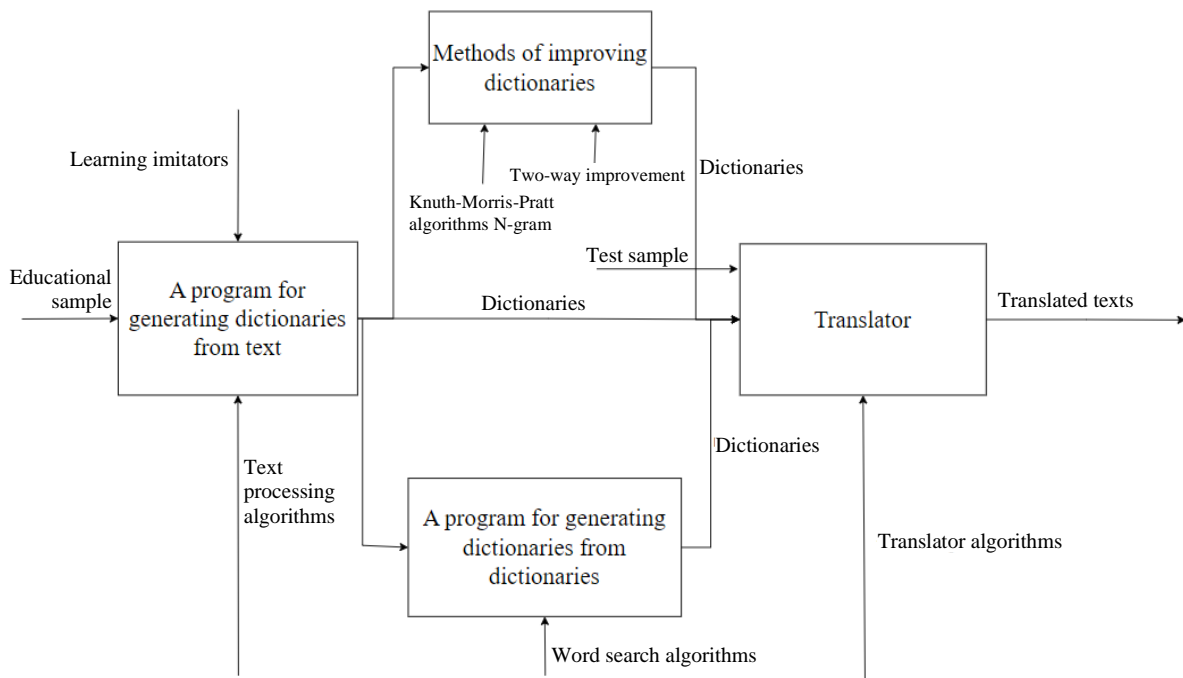 Methods of improving
dictionaries
Learning imitators
Two-way improvement
Dictionaries
Knuth-Morris-Pratt
algorithms N-gram
Test sample
Educational
sample
A program for
generating dictionaries
from text
Dictionaries
Translator
Translated texts
Dictionaries
Text
processing
algorithms
A program for generating
dictionaries from
dictionaries
Translator algorithms
Word search algorithms